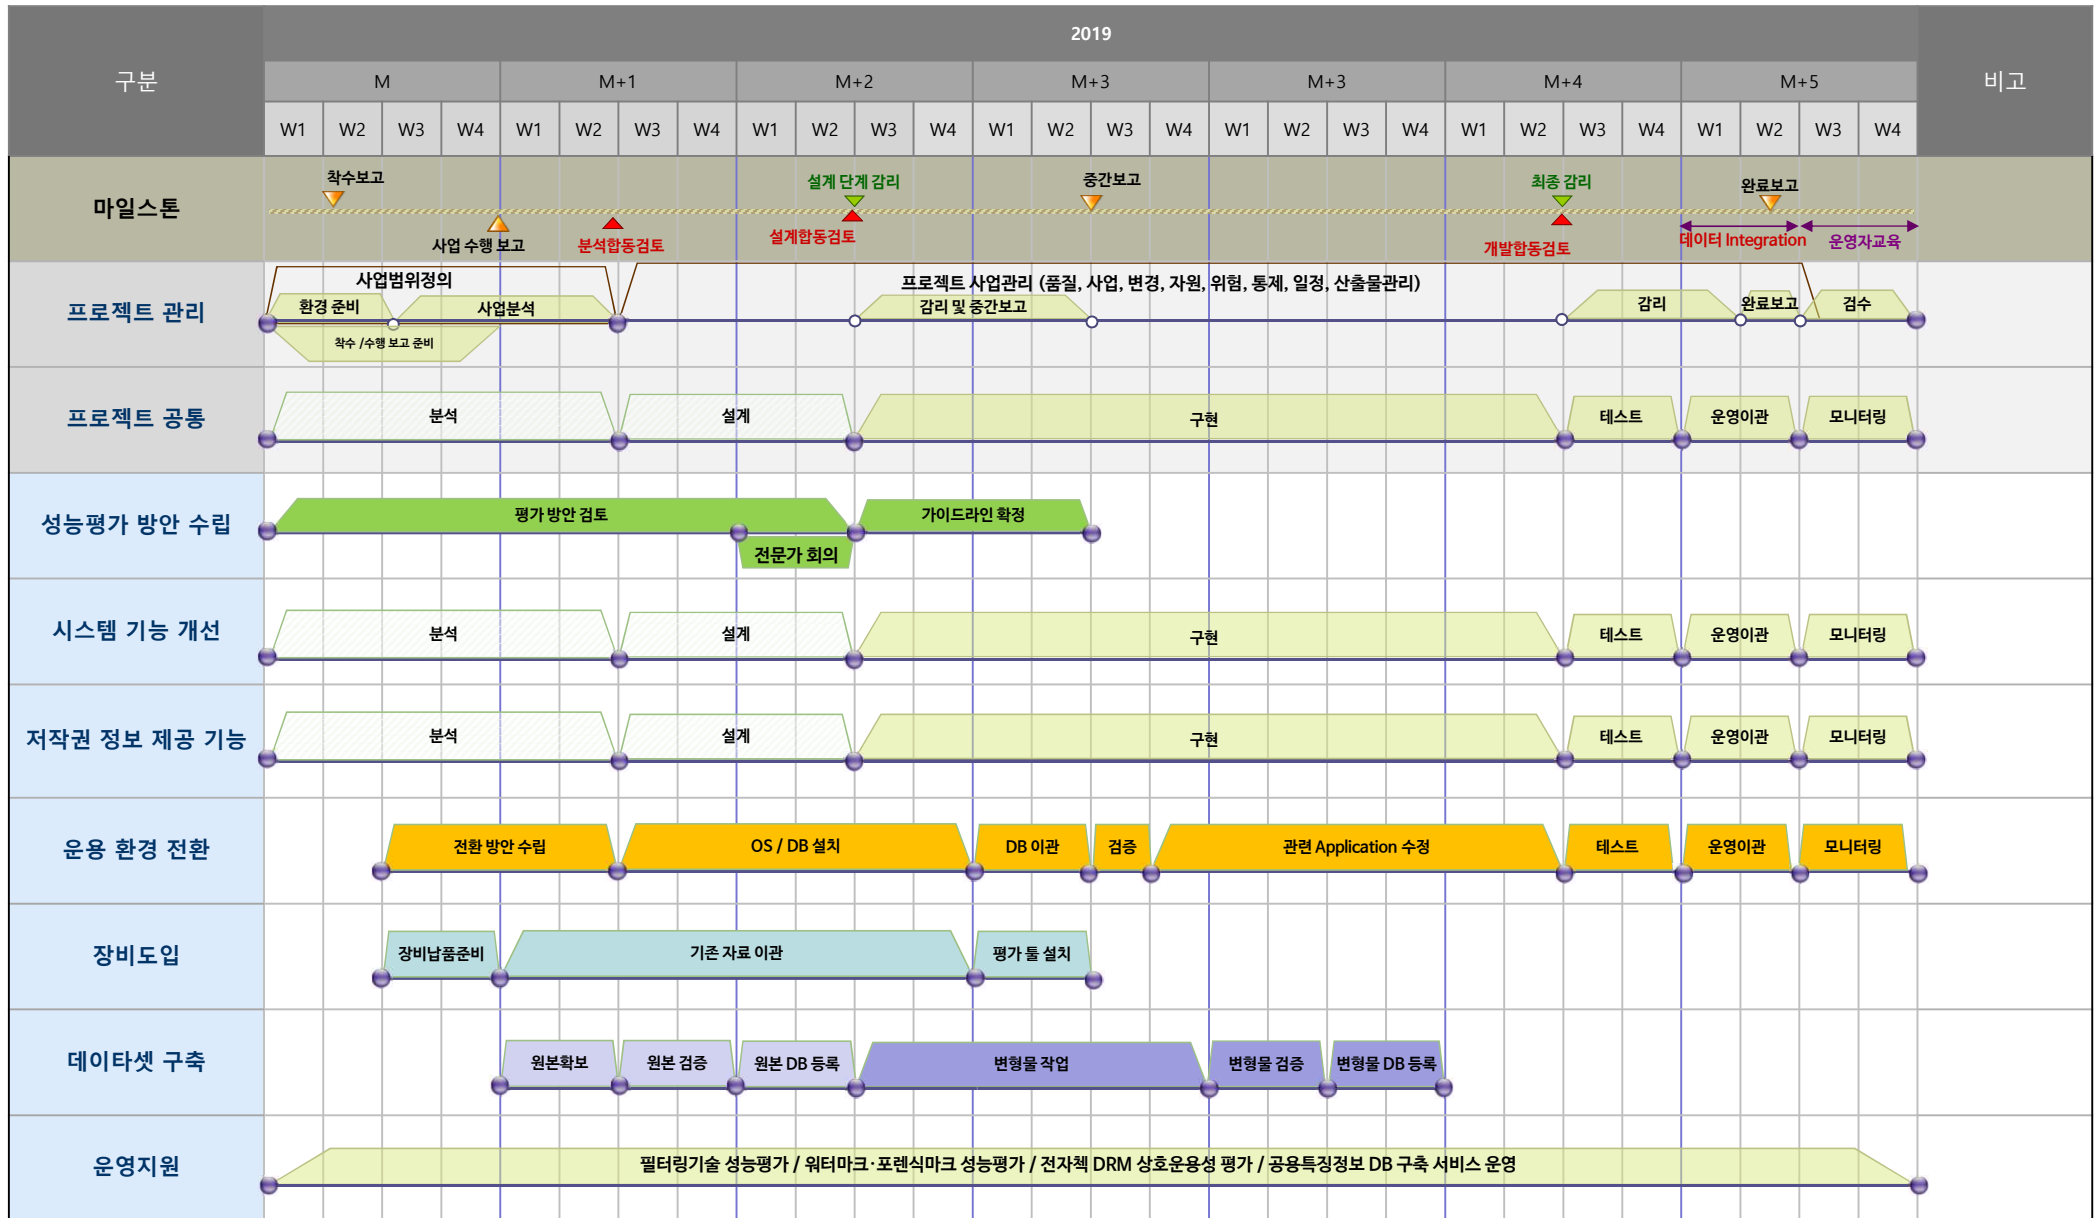 2019
구분
비고
M M+1 M+2 M+3 M+3 M+4 M+5
W1 W2 W3 W4 W1 W2 W3 W4 W1 W2 W3 W4 W1 W2 W3 W4 W1 W2 W3 W4 W1 W2 W3 W4 W1 W2 W3 W4
마일스톤
착수보고
설계 단계 감리
중간보고
최종 감리
완료보고
사업 수행 보고
분석합동검토
설계합동검토
개발합동검토
데이터 Integration
운영자교육
프로젝트 관리
사업범위정의
프로젝트 사업관리 (품질, 사업, 변경, 자원, 위험, 통제, 일정, 산출물관리)
환경 준비
사업분석
감리 및 중간보고
감리
완료보고
검수
착수 /수행 보고 준비
프로젝트 공통
분석
설계
구현
테스트
운영이관
모니터링
성능평가 방안 수립
평가 방안 검토
가이드라인 확정
전문가 회의
시스템 기능 개선
분석
설계
구현
테스트
운영이관
모니터링
저작권 정보 제공 기능
분석
설계
구현
테스트
운영이관
모니터링
운용 환경 전환
전환 방안 수립
OS / DB 설치
DB 이관
검증
관련 Application 수정
테스트
운영이관
모니터링
장비도입
장비납품준비
기존 자료 이관
평가 툴 설치
데이타셋 구축
원본확보
원본 검증
원본 DB 등록
변형물 작업
변형물 검증
변형물 DB 등록
운영지원
필터링기술 성능평가 / 워터마크·포렌식마크 성능평가 / 전자책 DRM 상호운용성 평가 / 공용특징정보 DB 구축 서비스 운영